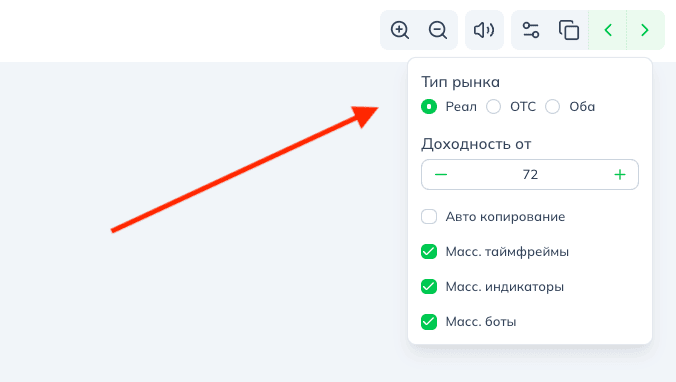 Тип рынка
Реал ОТС Оба
Доходность от
72
Авто копирование
Масс. таймфреймы
Масс. индикаторы
Масс. боты